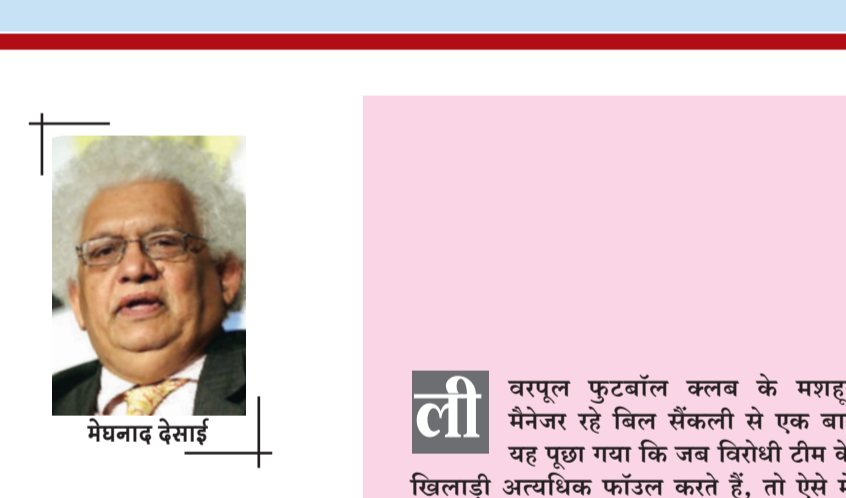 मेघनाद देसाई
लीवरपूल फुटबॉल क्लब के
मैनेजर रहे बिल सैंकली से एक
यह पूछा गया कि जब विरोधी टीम
खिलाड़ी अत्यधिक फॉउल करते हैं, तो ऐसे